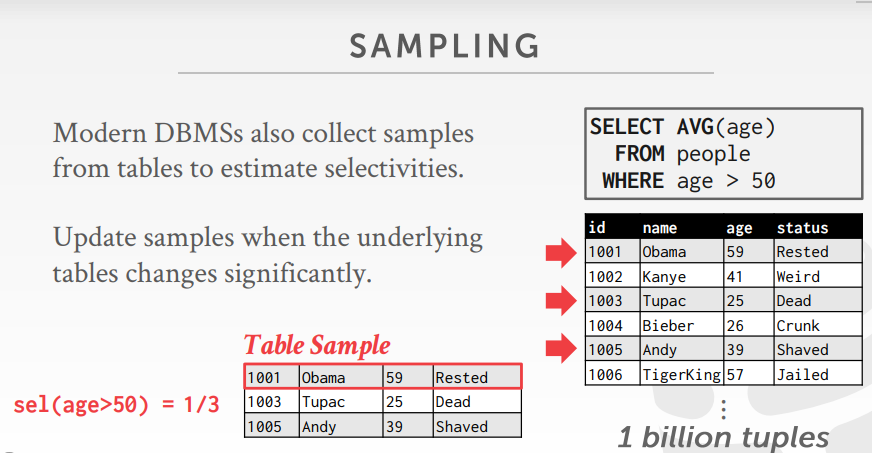 SAMPLING
Modern DBMSs also collect samples
from tables to estimate selectivities.
Update samples when the underlying
tables changes significantly.
SELECT AVG(age)
FROM people
WHERE age > 50
id name age status
1001 Obama 59 Rested
1002 Kanye 41 Weird
1003 Tupac 25 Dead
1004 Bieber 26 Crunk
1005 Andy 39 Shaved
1006 TigerKing 57 Jailed
⋮
1 billion tuples
Table Sample
1001 Obama 59 Rested
1003 Tupac 25 Dead
1005 Andy 39 Shaved
sel(age>50) = 1/3